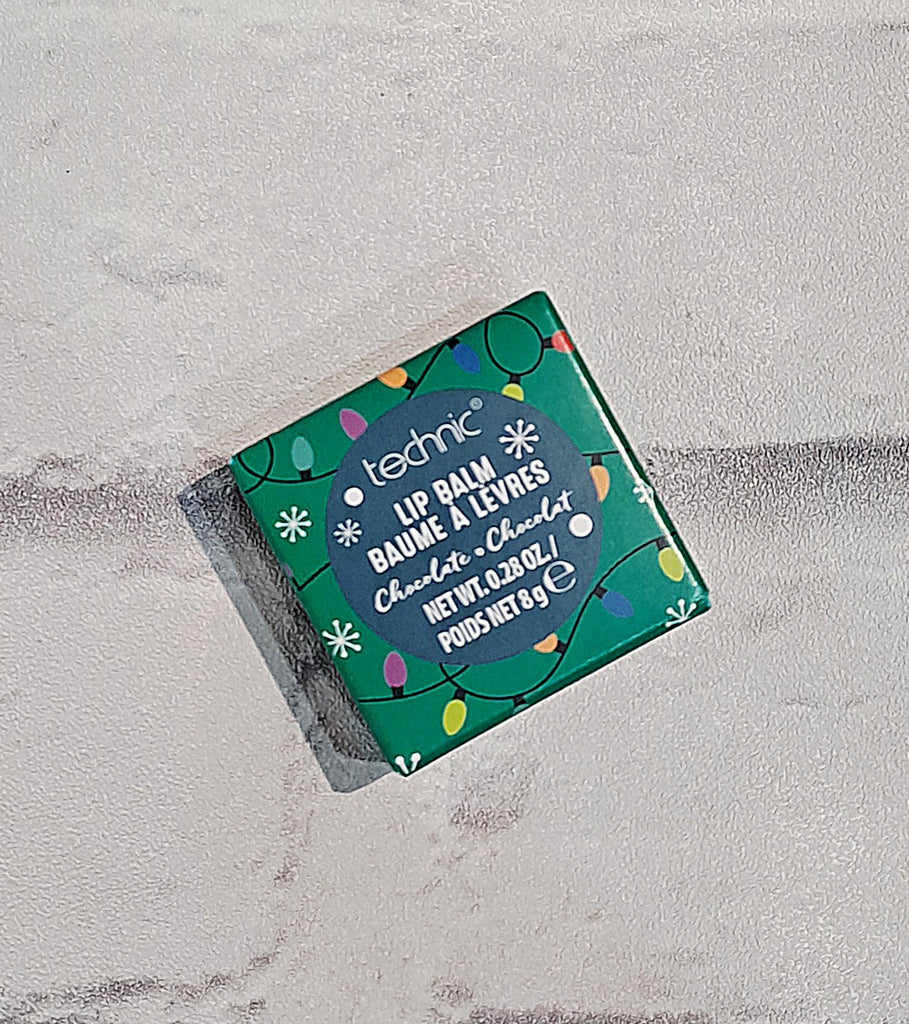 technic®
LIP BALM
BAUME À LÈVRES
Chocolate • Chocolat
NET WT. 0.28 OZ. /
POIDS NET 8g e